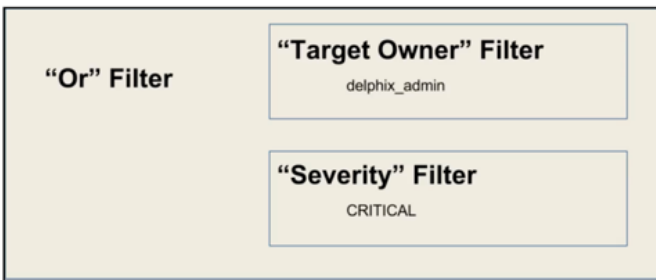 “Or” Filter
“Target Owner” Filter
delphix_admin
“Severity” Filter
CRITICAL